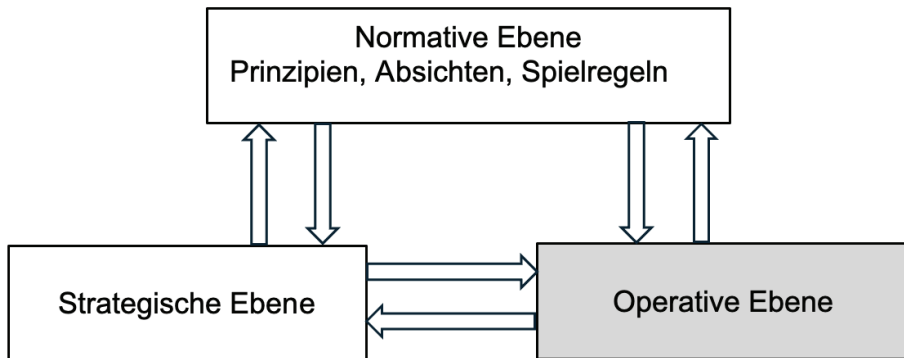 Normative Ebene
Prinzipien, Absichten, Spielregeln
Strategische Ebene
Operative Ebene